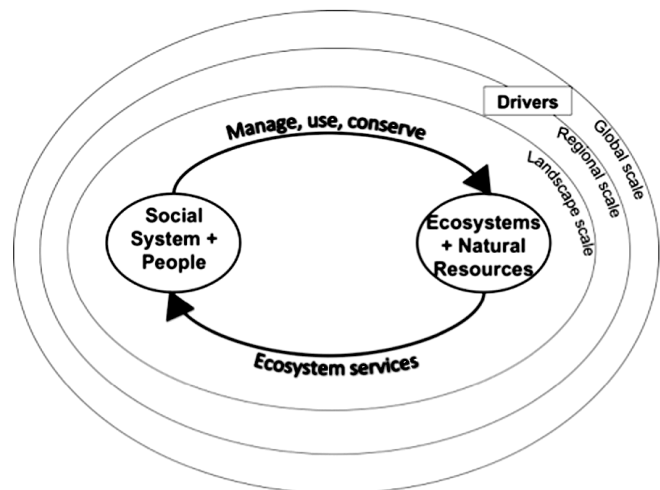 Drivers
Global scale
Regional scale
Landscape scale
Manage, use, conserve
Social
System +
People
Ecosystems
+ Natural
Resources
Ecosystem services